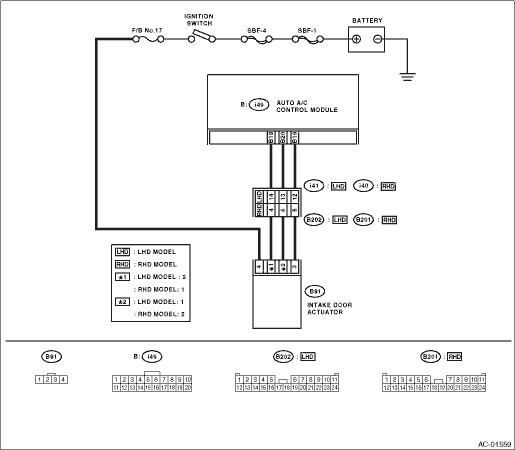 IGNITION
SWITCH
BATTERY
F/B No.17
SBF-4
SBF-1
B: i49
AUTO A/C
CONTROL MODULE
B18
B20
B19
LHD
14
13
12
RHD
4
6
8
i41 : LHD
i40 : RHD
B202 : LHD
B201 : RHD
4
*1
*2
3
B91
INTAKE DOOR
ACTUATOR
LHD : LHD MODEL
RHD : RHD MODEL
*1 : LHD MODEL : 3
: RHD MODEL: 1
*2 : LHD MODEL: 1
: RHD MODEL: 2
B91
B: i49
B202 : LHD
B201 : RHD
1 2 3 4
1 2 3 4 5 6 7 8 9 10
11 12 13 14 15 16 17 18 19 20
1 2 3 4 5 6 7 8 9 10 11
12 13 14 15 16 17 18 19 20 21 22 23 24
1 2 3 4 5 6 7 8 9 10 11
12 13 14 15 16 17 18 19 20 21 22 23 24
AC-01559